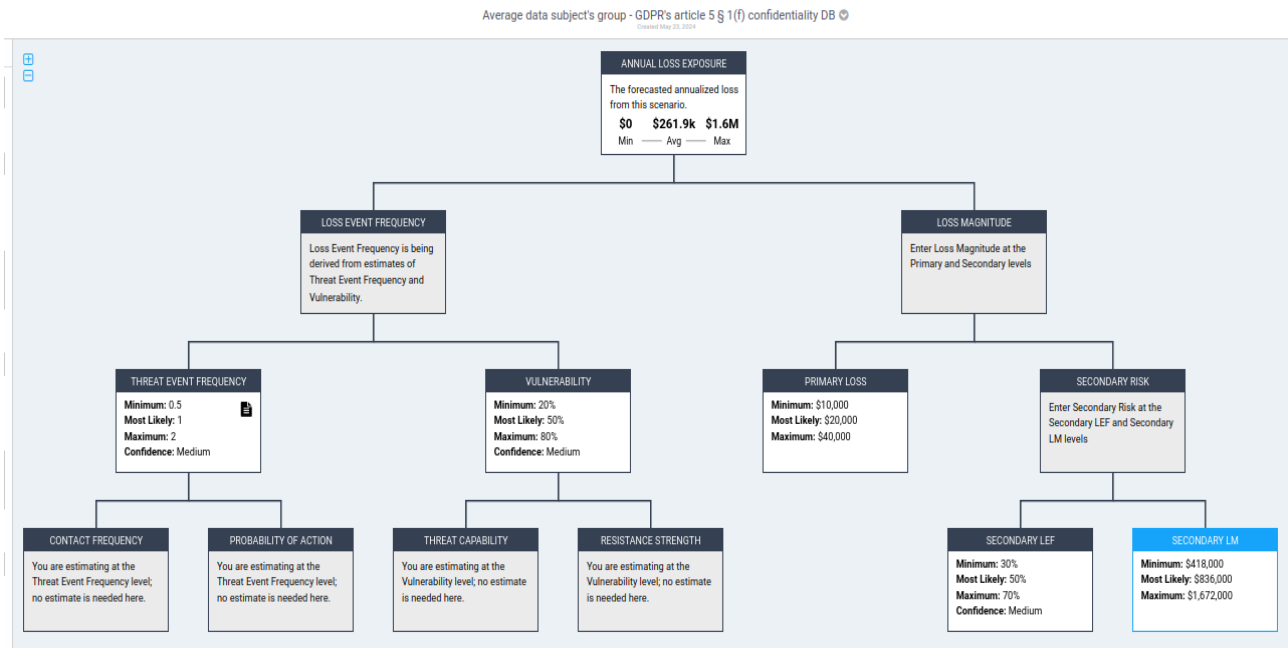 Average data subject's group - GDPR's article 5 § 1(f) confidentiality DB
Created May 23, 2024
ANNUAL LOSS EXPOSURE
The forecasted annualized loss
from this scenario.
$0 $261.9k $1.6M
Min Avg Max
LOSS EVENT FREQUENCY
Loss Event Frequency is being
derived from estimates of
Threat Event Frequency and
Vulnerability.
LOSS MAGNITUDE
Enter Loss Magnitude at the
Primary and Secondary levels
THREAT EVENT FREQUENCY
Minimum: 0.5
Most Likely: 1
Maximum: 2
Confidence: Medium
VULNERABILITY
Minimum: 20%
Most Likely: 50%
Maximum: 80%
Confidence: Medium
PRIMARY LOSS
Minimum: $10,000
Most Likely: $20,000
Maximum: $40,000
SECONDARY RISK
Enter Secondary Risk at the
Secondary LEF and Secondary
LM levels
CONTACT FREQUENCY
You are estimating at the
Threat Event Frequency level;
no estimate is needed here.
PROBABILITY OF ACTION
You are estimating at the
Threat Event Frequency level;
no estimate is needed here.
THREAT CAPABILITY
You are estimating at the
Vulnerability level; no estimate
is needed here.
RESISTANCE STRENGTH
You are estimating at the
Vulnerability level; no estimate
is needed here.
SECONDARY LEF
Minimum: 30%
Most Likely: 50%
Maximum: 70%
Confidence: Medium
SECONDARY LM
Minimum: $418,000
Most Likely: $836,000
Maximum: $1,672,000